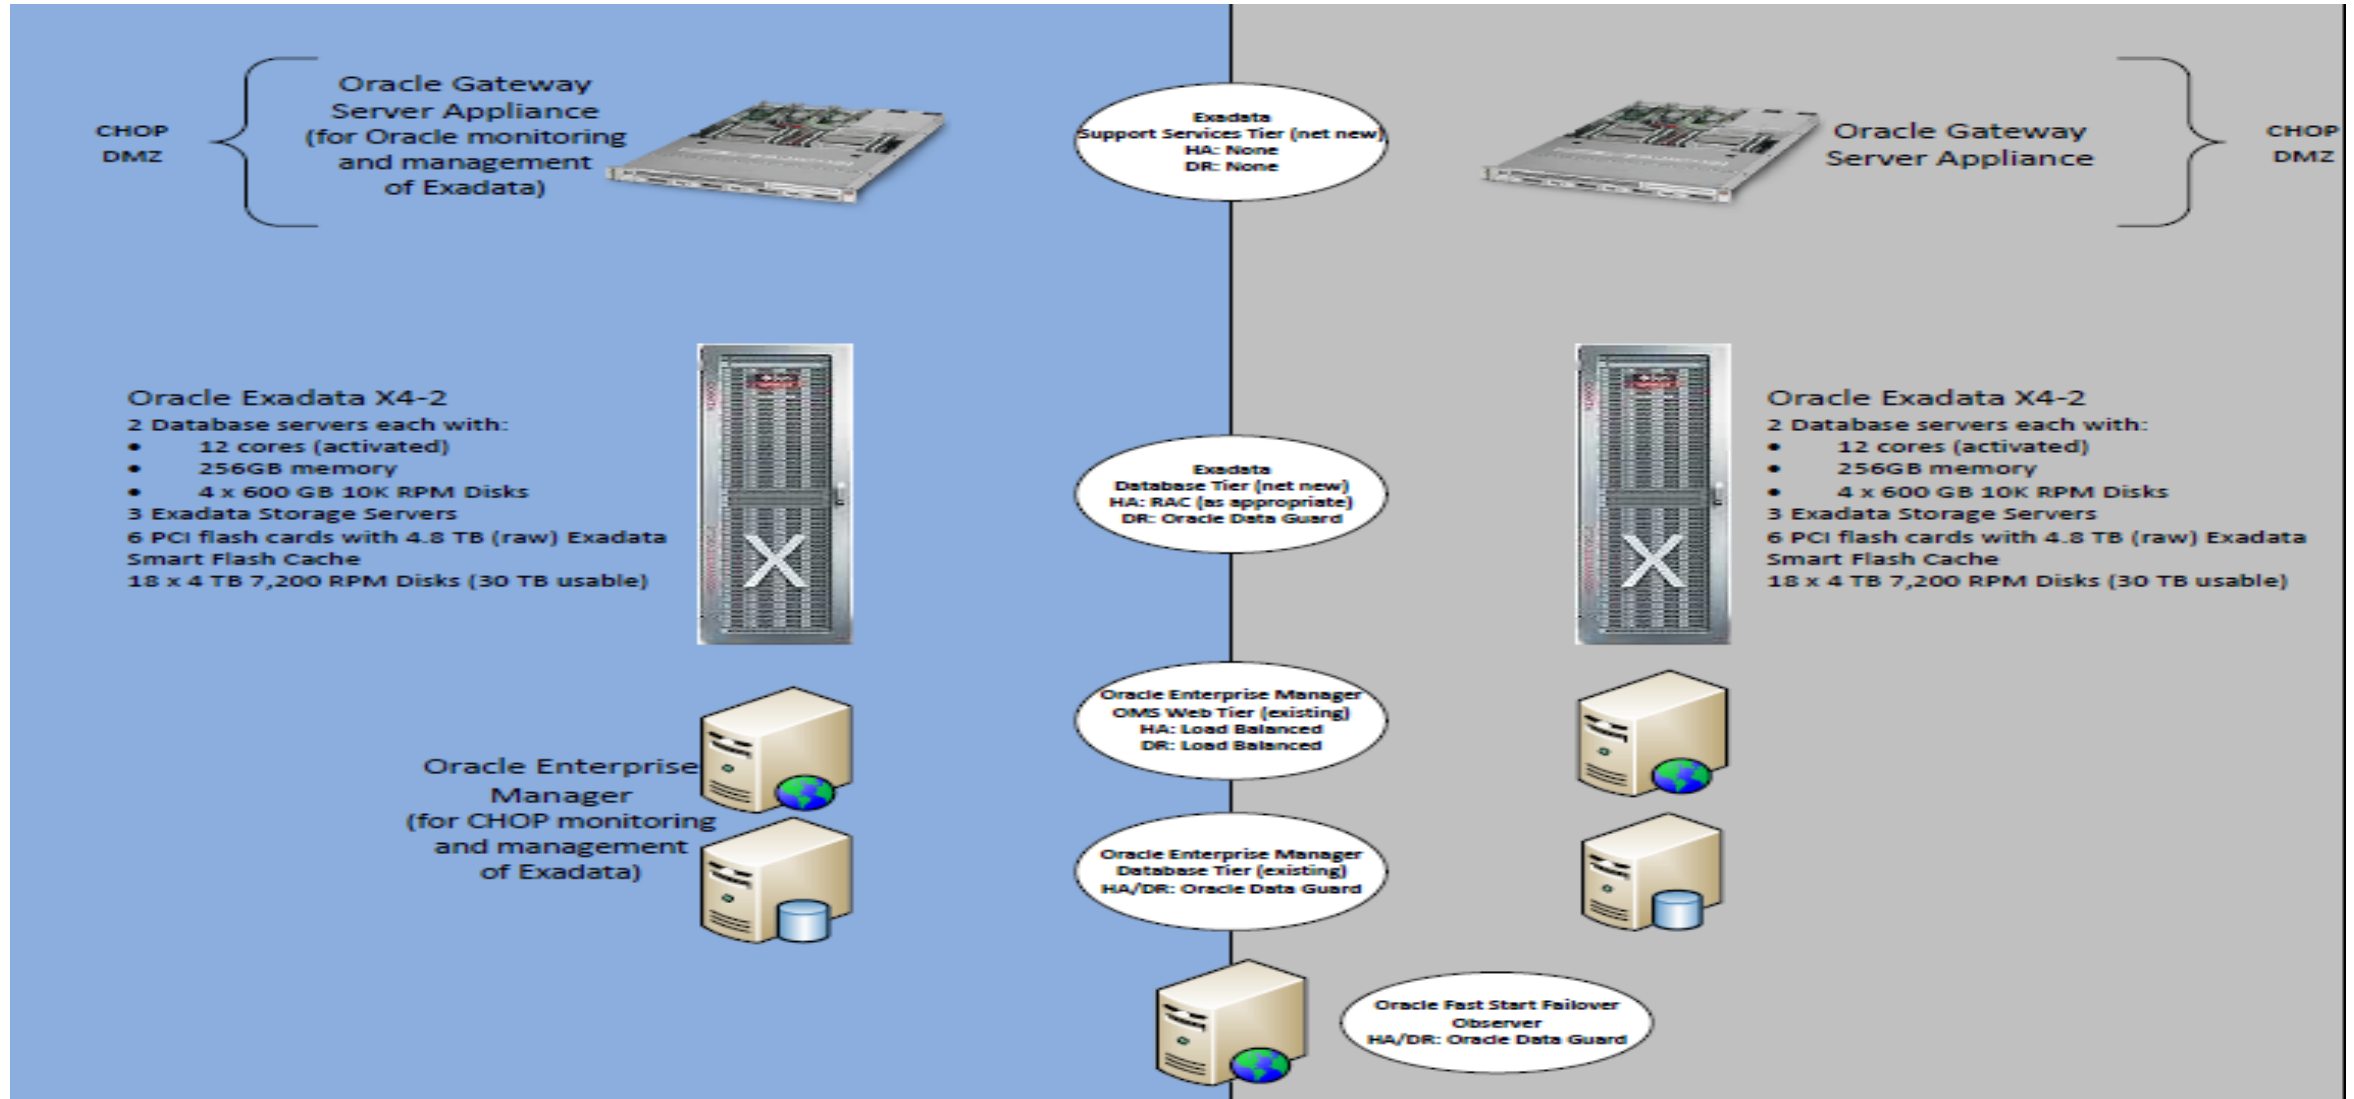 CHOP
DMZ
Oracle Gateway
Server Appliance
(for Oracle monitoring
and management
of Exadata)
Exadata
Support Services Tier (net new)
HA: None
DR: None
Oracle Gateway
Server Appliance
CHOP
DMZ
Oracle Exadata X4-2
2 Database servers each with:
• 12 cores (activated)
• 256GB memory
• 4 x 600 GB 10K RPM Disks
3 Exadata Storage Servers
6 PCI flash cards with 4.8 TB (raw) Exadata
Smart Flash Cache
18 x 4 TB 7,200 RPM Disks (30 TB usable)
X
Exadata
Database Tier (net new)
HA: RAC (as appropriate)
DR: Oracle Data Guard
X
Oracle Exadata X4-2
2 Database servers each with:
• 12 cores (activated)
• 256GB memory
• 4 x 600 GB 10K RPM Disks
3 Exadata Storage Servers
6 PCI flash cards with 4.8 TB (raw) Exadata
Smart Flash Cache
18 x 4 TB 7,200 RPM Disks (30 TB usable)
Oracle Enterprise Manager
OMS Web Tier (existing)
HA: Load Balanced
DR: Load Balanced
Oracle Enterprise
Manager
(for CHOP monitoring
and management
of Exadata)
Oracle Enterprise Manager
Database Tier (existing)
HA/DR: Oracle Data Guard
Oracle Fast Start Failover
Observer
HA/DR: Oracle Data Guard